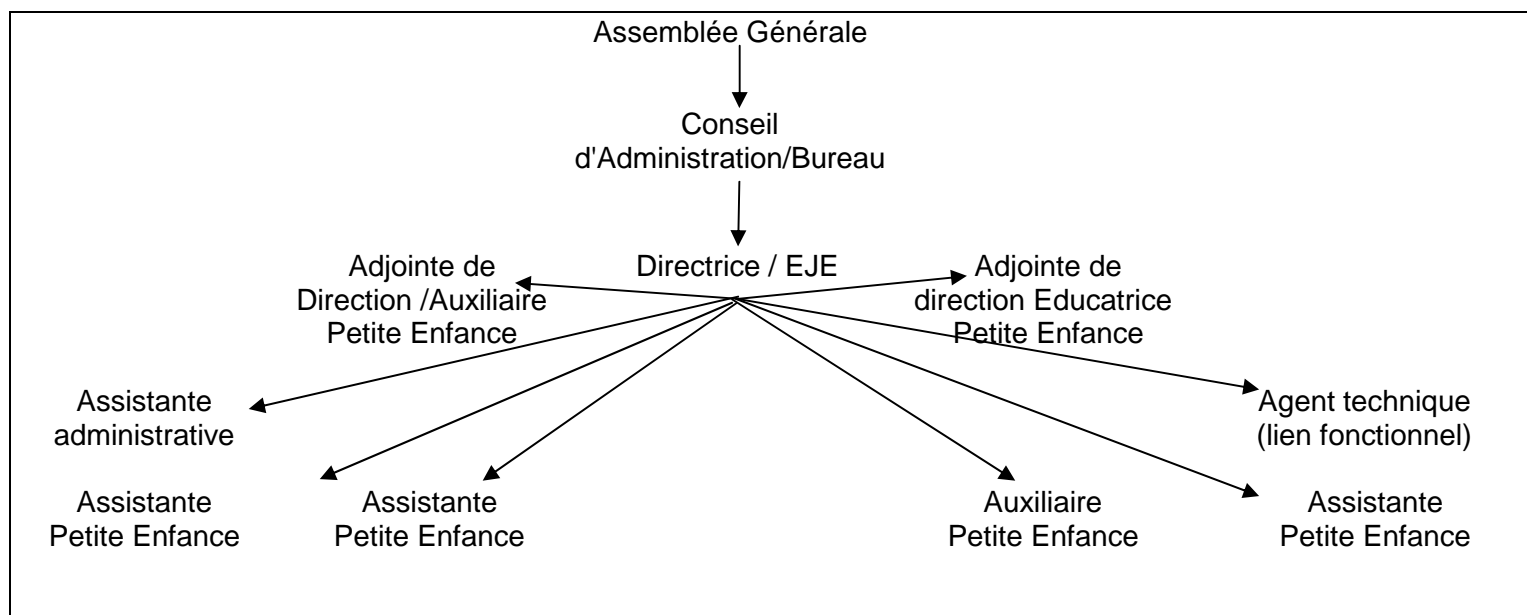 Assemblée Générale
Conseil
d'Administration/Bureau
Adjointe de
Direction /Auxiliaire
Petite Enfance
Directrice / EJE
Adjointe de
direction Educatrice
Petite Enfance
Assistante
administrative
Agent technique
(lien fonctionnel)
Assistante
Petite Enfance
Assistante
Petite Enfance
Auxiliaire
Petite Enfance
Assistante
Petite Enfance